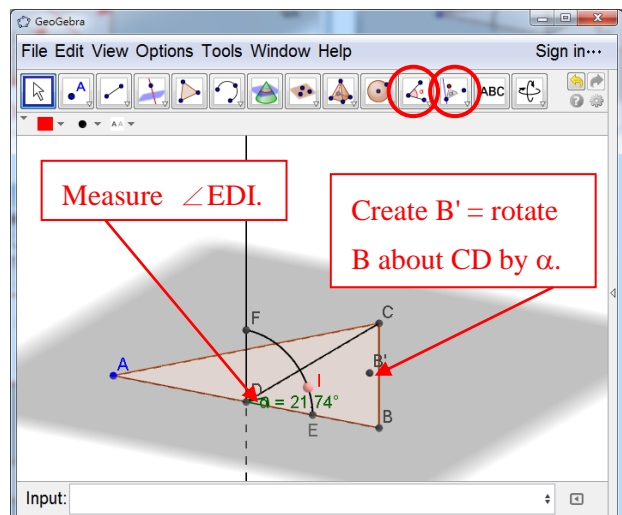 GeoGebra
File Edit View Options Tools Window Help Sign in...
A α ABC
AA
Measure ∠EDI.
Create B' = rotate
B about CD by α.
F
C
A
B'
I
D
α = 21.74°
E
B
Input: